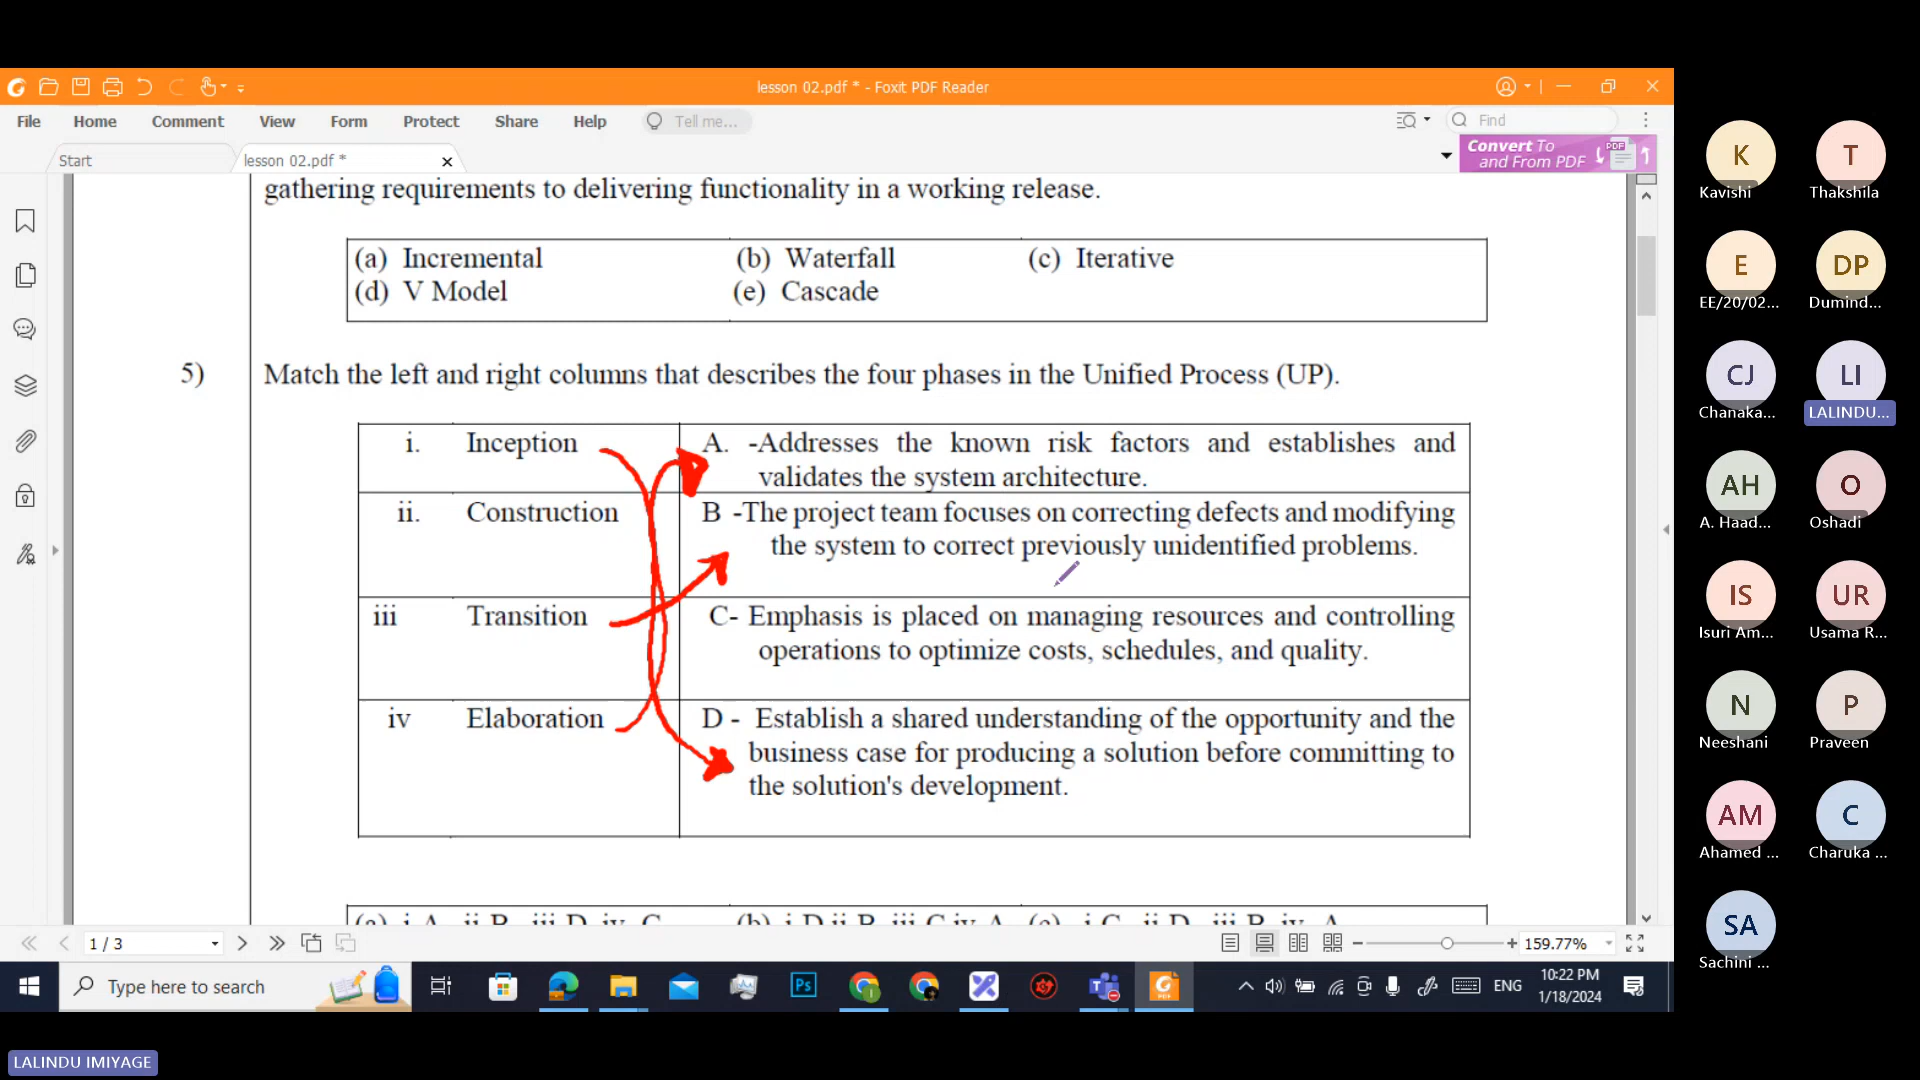 lesson 02.pdf * - Foxit PDF Reader
File Home Comment View Form Protect Share Help Tell me... Find
Start lesson 02.pdf * Convert To and From PDF PDF
gathering requirements to delivering functionality in a working release.
(a) Incremental (b) Waterfall (c) Iterative
(d) V Model (e) Cascade
5) Match the left and right columns that describes the four phases in the Unified Process (UP).
i. Inception A. -Addresses the known risk factors and establishes and
validates the system architecture.
ii. Construction B -The project team focuses on correcting defects and modifying
the system to correct previously unidentified problems.
iii Transition C- Emphasis is placed on managing resources and controlling
operations to optimize costs, schedules, and quality.
iv Elaboration D - Establish a shared understanding of the opportunity and the
business case for producing a solution before committing to
the solution's development.
1 / 3 159.77%
Type here to search Ps ENG 10:22 PM
1/18/2024
K T
Kavishi Thakshila
E DP
EE/20/02... Dumind...
CJ LI
Chanaka... LALINDU...
AH O
A. Haad... Oshadi
IS UR
Isuri Am... Usama R...
N P
Neeshani Praveen
AM C
Ahamed ... Charuka ...
SA
Sachini ...
LALINDU IMIYAGE